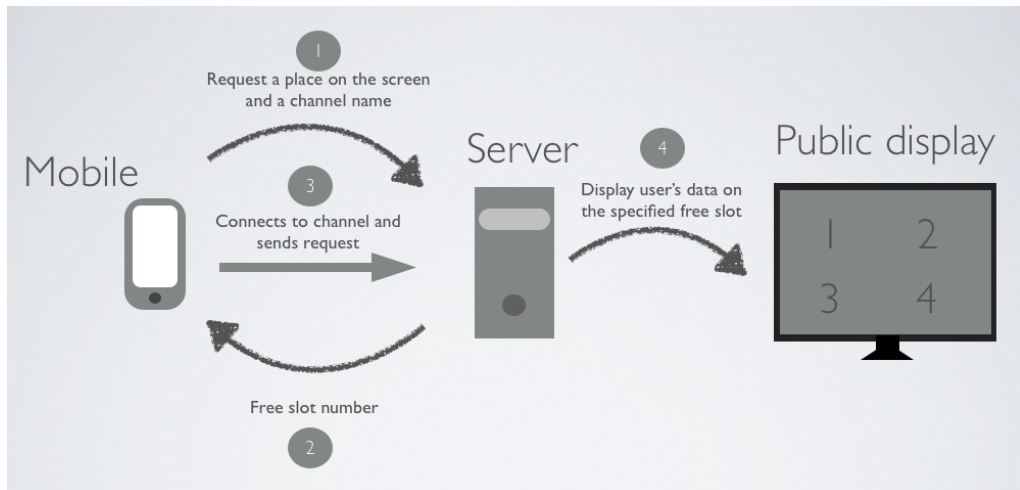 1
Request a place on the screen
and a channel name
Mobile
3
Connects to channel and
sends request
2
Free slot number
Server
4
Display user's data on
the specified free slot
Public display
1 2
3 4